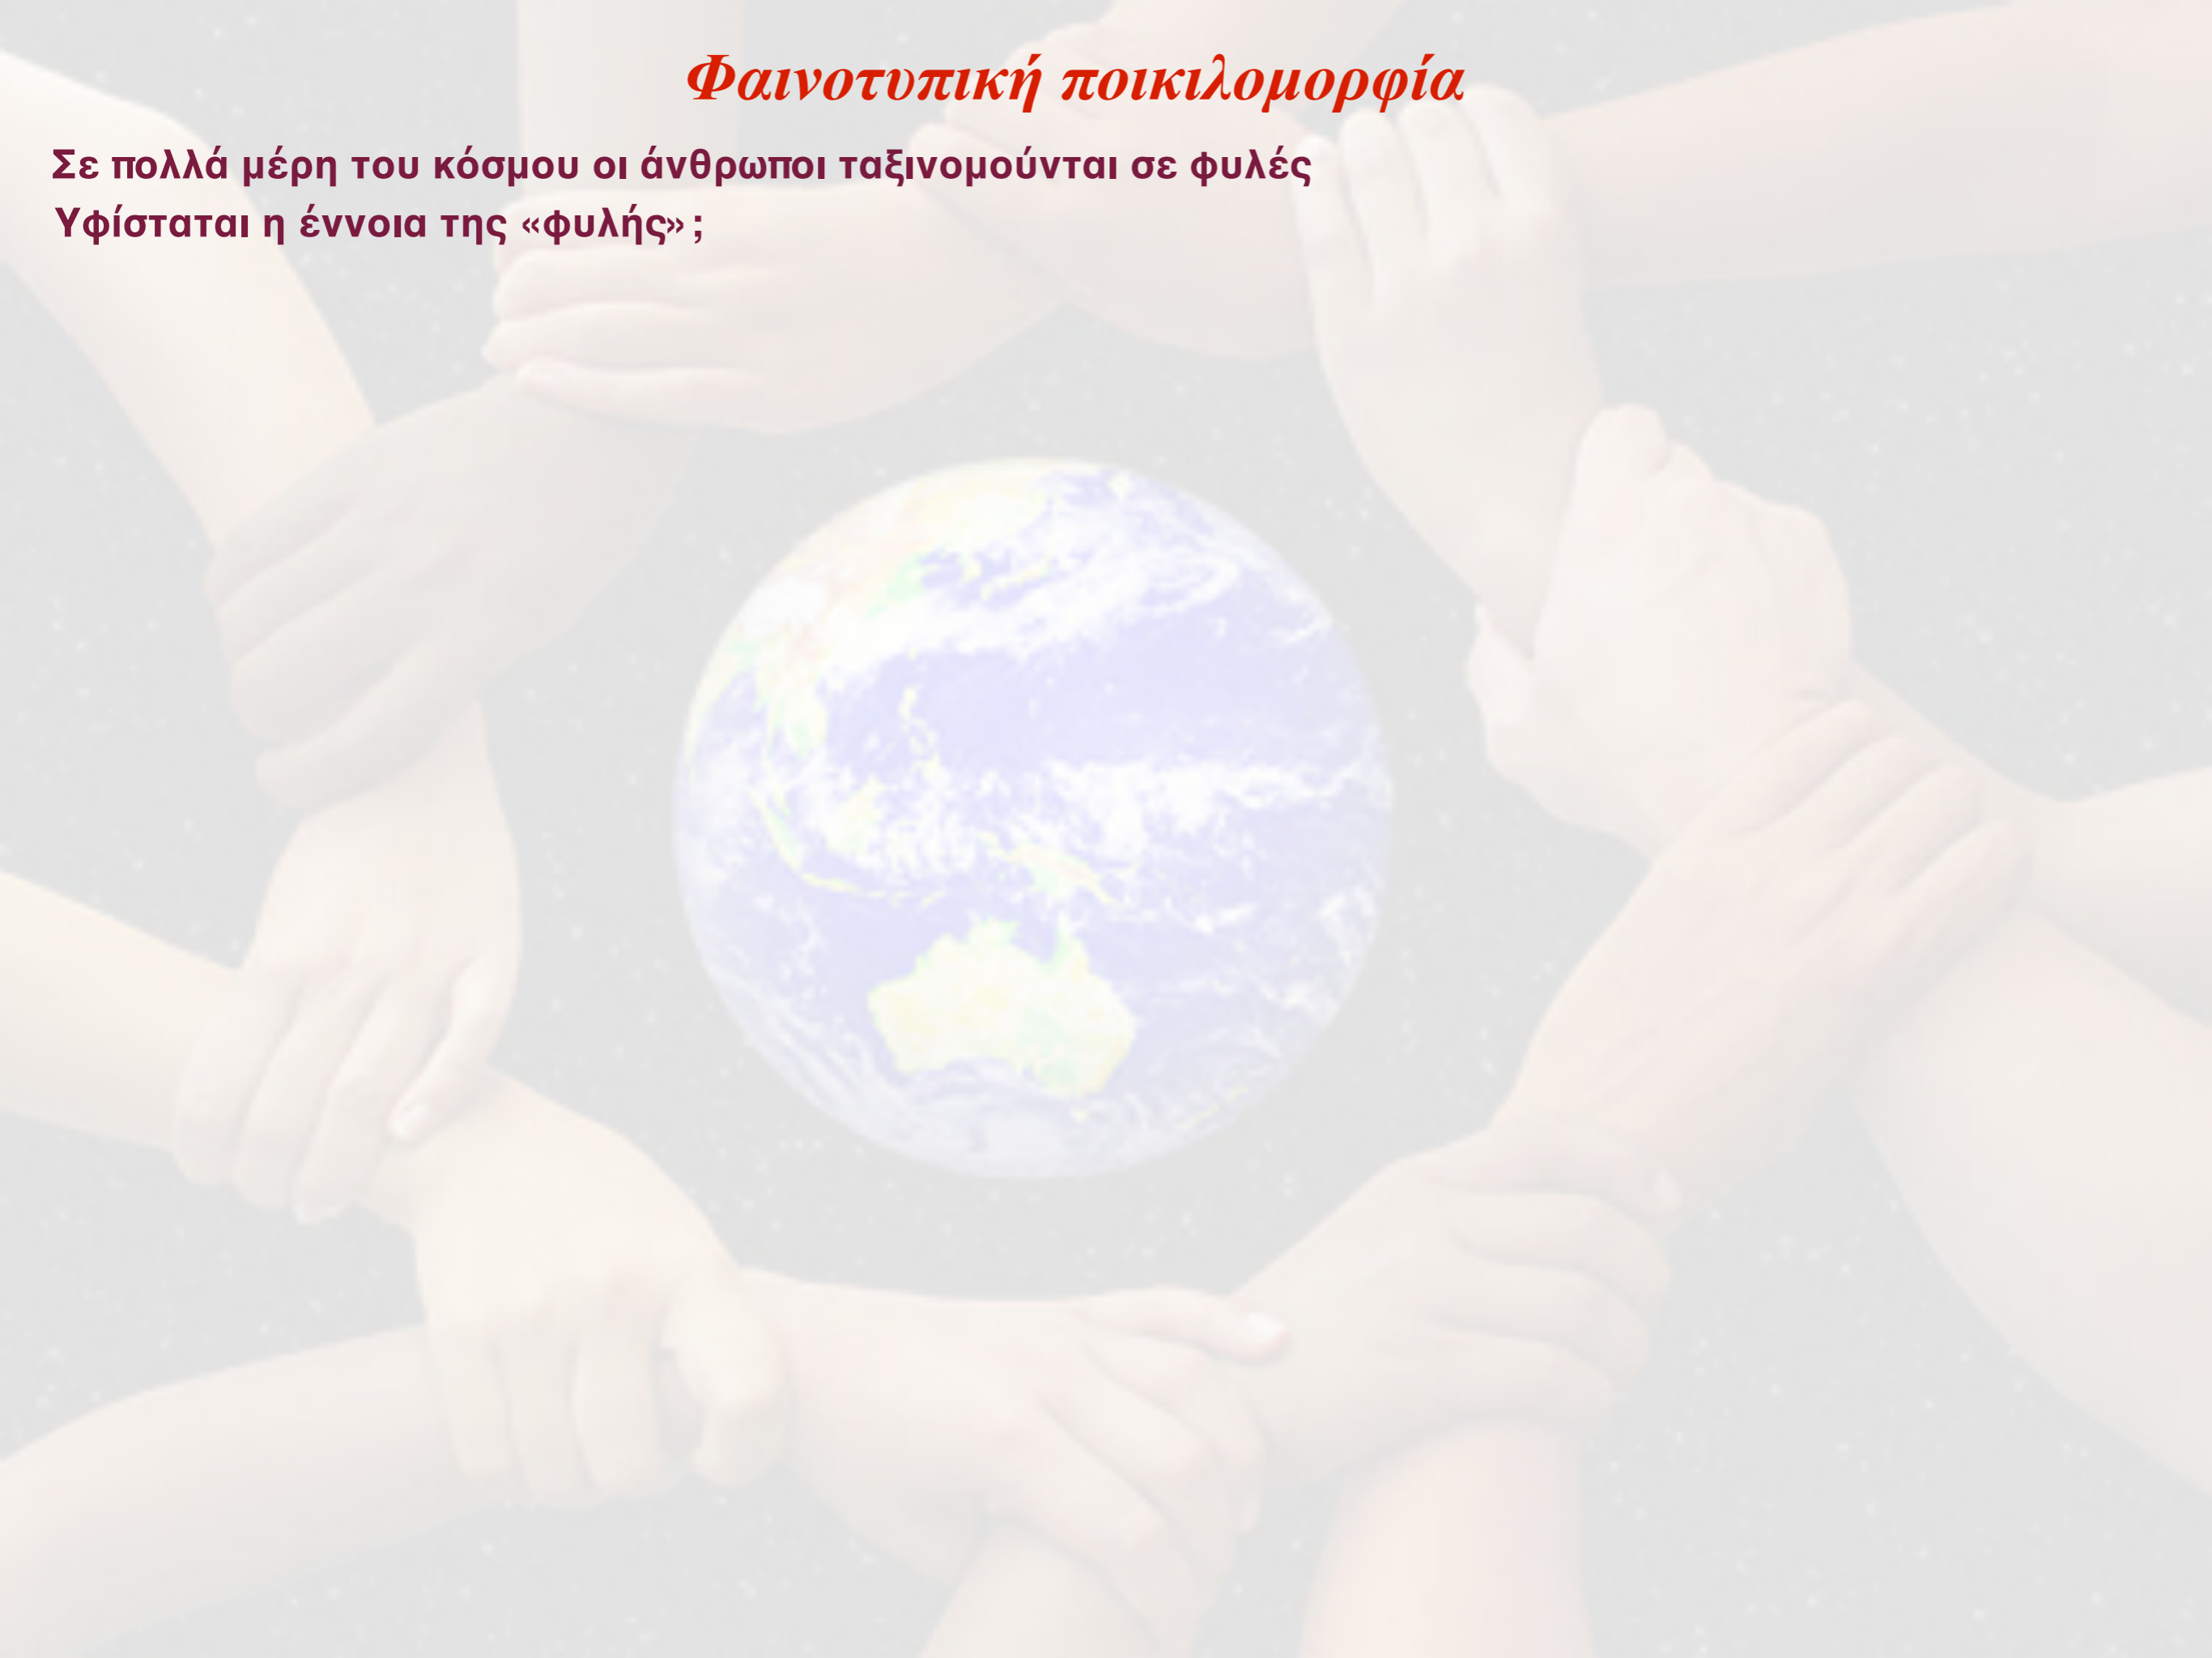 Φαινοτυπική ποικιλομορφία
Σε πολλά μέρη του κόσμου οι άνθρωποι ταξινομούνται σε φυλές
Υφίσταται η έννοια της «φυλής» ;